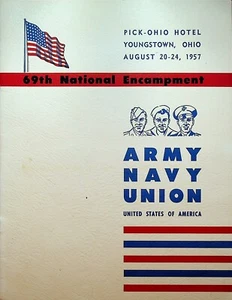 PICK-OHIO HOTEL
YOUNGSTOWN, OHIO
AUGUST 20-24, 1957
69th National Encampment
ARMY
NAVY
UNION
UNITED STATES OF AMERICA